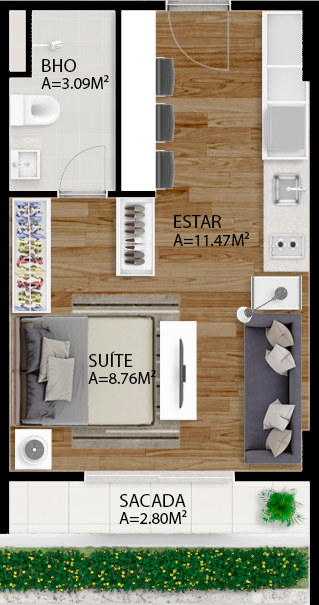 BHO
A=3.09M²
ESTAR
A=11.47M²
SUÍTE
A=8.76M²
SACADA
A=2.80M²